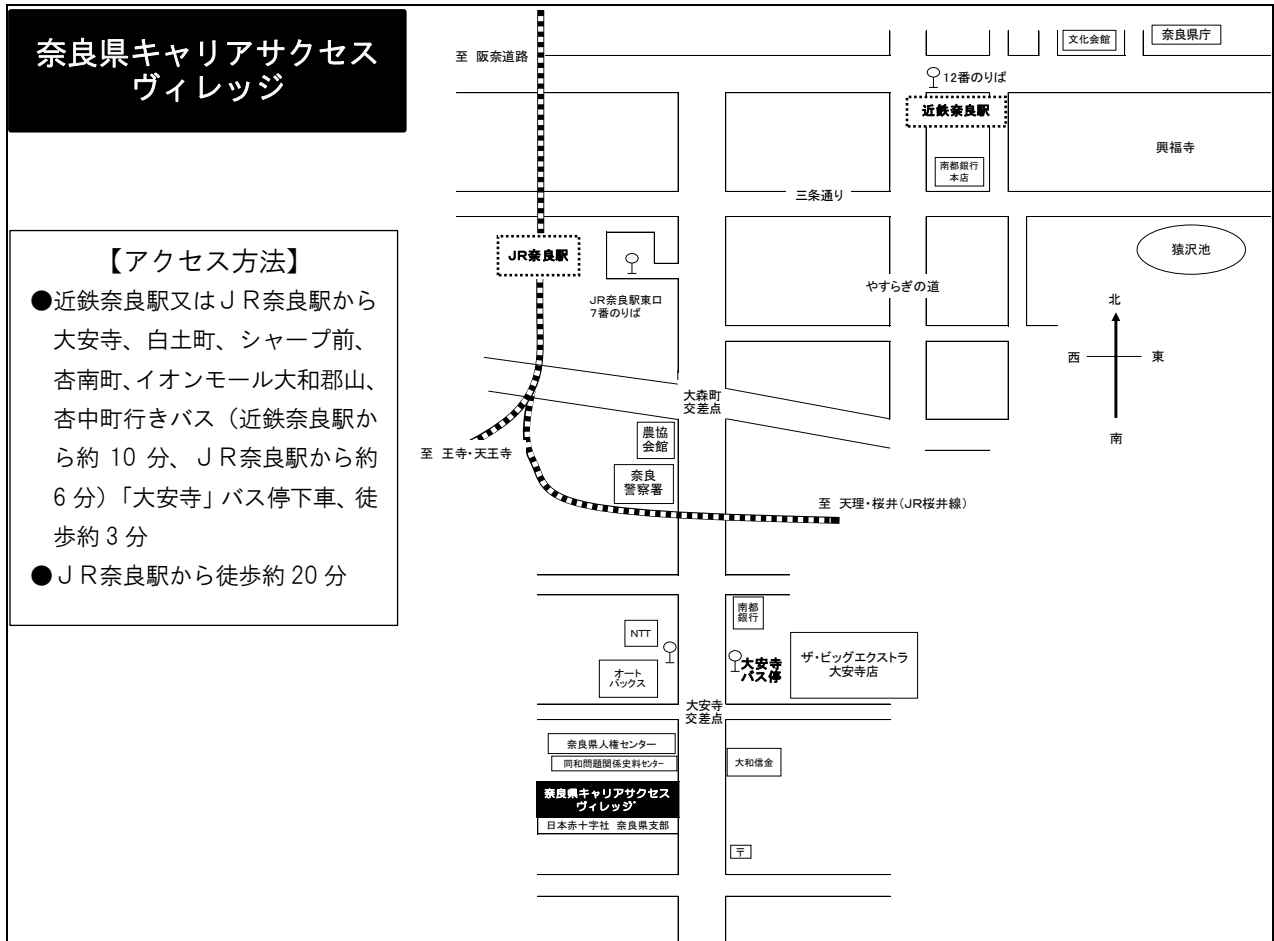 奈良県キャリアサクセス
ヴィレッジ
【アクセス方法】
●近鉄奈良駅又はＪＲ奈良駅から
大安寺、白土町、シャープ前、
杏南町、イオンモール大和郡山、
杏中町行きバス（近鉄奈良駅か
ら約 10 分、ＪＲ奈良駅から約
6 分）「大安寺」バス停下車、徒
歩約 3 分
●ＪＲ奈良駅から徒歩約 20 分
至 阪奈道路
文化会館
奈良県庁
12番のりば
近鉄奈良駅
興福寺
南都銀行
本店
三条通り
JR奈良駅
猿沢池
やすらぎの道
JR奈良駅東口
7番のりば
北
西
東
南
大森町
交差点
農協
会館
至 王寺・天王寺
奈良
警察署
至 天理・桜井(JR桜井線)
南都
銀行
NTT
大安寺
バス停
ザ・ビッグエクストラ
大安寺店
オート
バックス
大安寺
交差点
奈良県人権センター
同和問題関係史料センター
大和信金
奈良県キャリアサクセス
ヴィレッジ
日本赤十字社 奈良県支部
〒